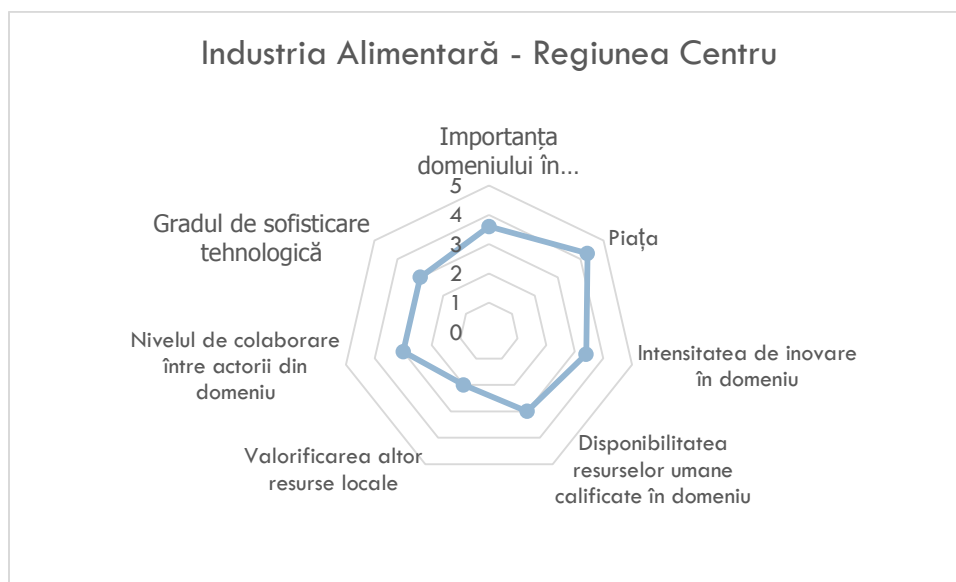 Industria Alimentară - Regiunea Centru
Importanța
domeniului în...
5
4
3
2
1
0
Piața
Intensitatea de inovare
în domeniu
Disponibilitatea
resurselor umane
calificate în domeniu
Valorificarea altor
resurse locale
Nivelul de colaborare
între actorii din
domeniu
Gradul de sofisticare
tehnologică